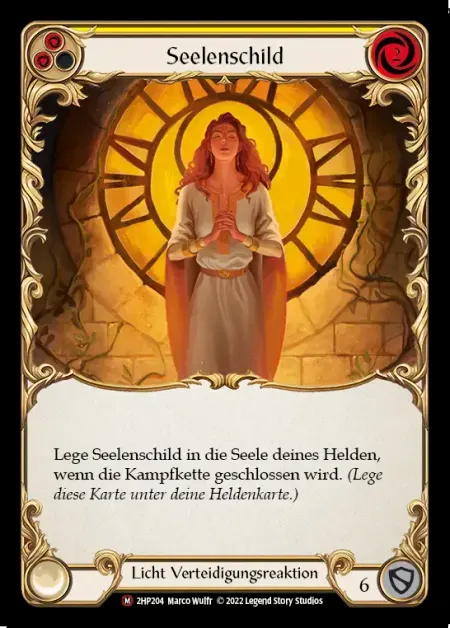 Seelenschild
2
Lege Seelenschild in die Seele deines Helden,
wenn die Kampfkette geschlossen wird. (Lege
diese Karte unter deine Heldenkarte.)
Licht Verteidigungsreaktion
6
M 2HP204 Marco Wulfr © 2022 Legend Story Studios